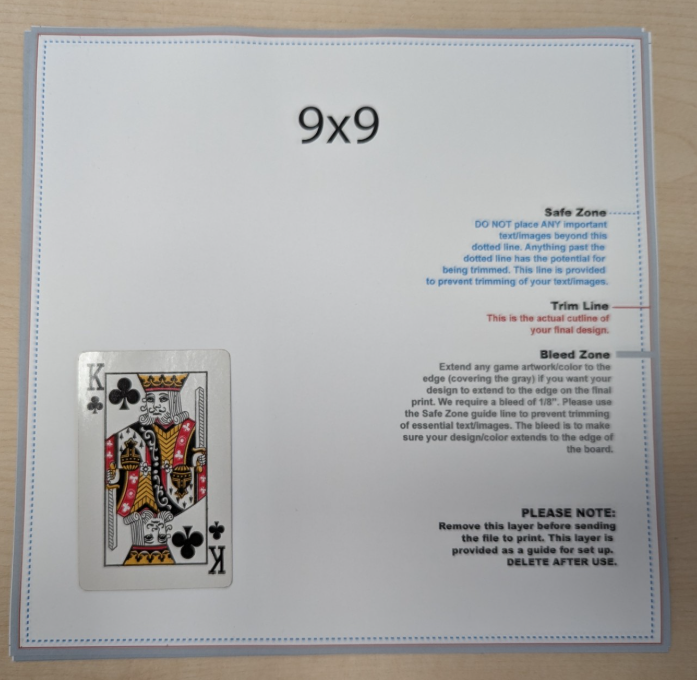 9x9
Safe Zone
DO NOT place ANY important
text/images beyond this
dotted line. Anything past the
dotted line has the potential for
being trimmed. This line is provided
to prevent trimming of your text/images.
Trim Line
This is the actual cutline of
your final design.
Bleed Zone
Extend any game artwork/color to the
edge (covering the gray) if you want your
design to extend to the edge on the final
print. We require a bleed of 1/8". Please use
the Safe Zone guide line to prevent trimming
of essential text/images. The bleed is to make
sure your design/color extends to the edge of
the board.
K
K
PLEASE NOTE:
Remove this layer before sending
the file to print. This layer is
provided as a guide for set up.
DELETE AFTER USE.